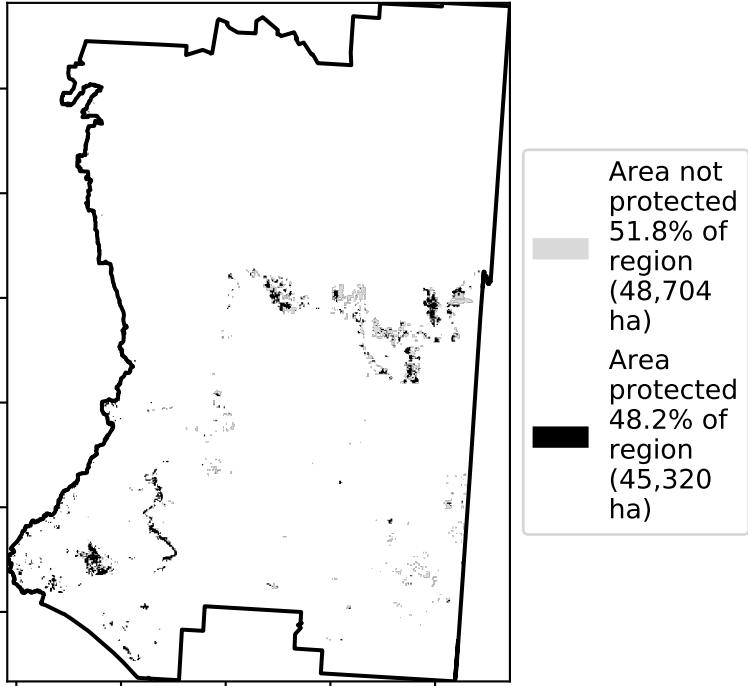 Area not
protected
51.8% of
region
(48,704
ha)
Area
protected
48.2% of
region
(45,320
ha)